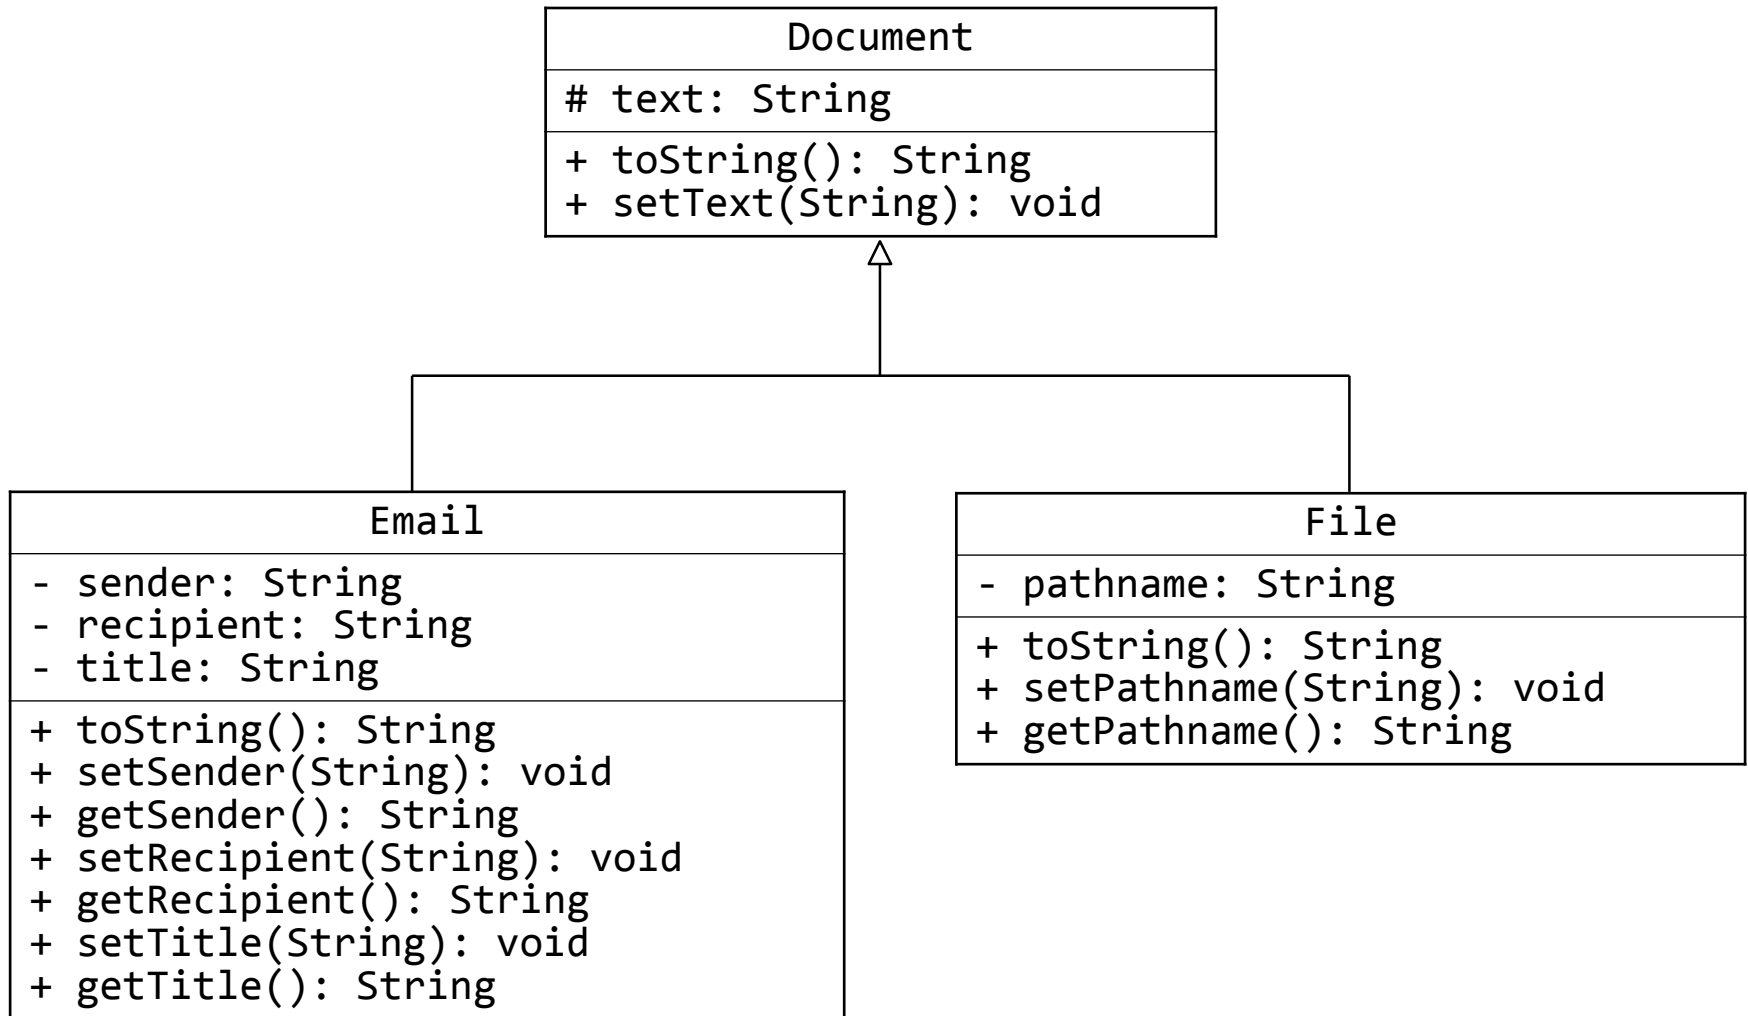 Document
# text: String
+ toString(): String
+ setText(String): void
Email
- sender: String
- recipient: String
- title: String
+ toString(): String
+ setSender(String): void
+ getSender(): String
+ setRecipient(String): void
+ getRecipient(): String
+ setTitle(String): void
+ getTitle(): String
File
- pathname: String
+ toString(): String
+ setPathname(String): void
+ getPathname(): String